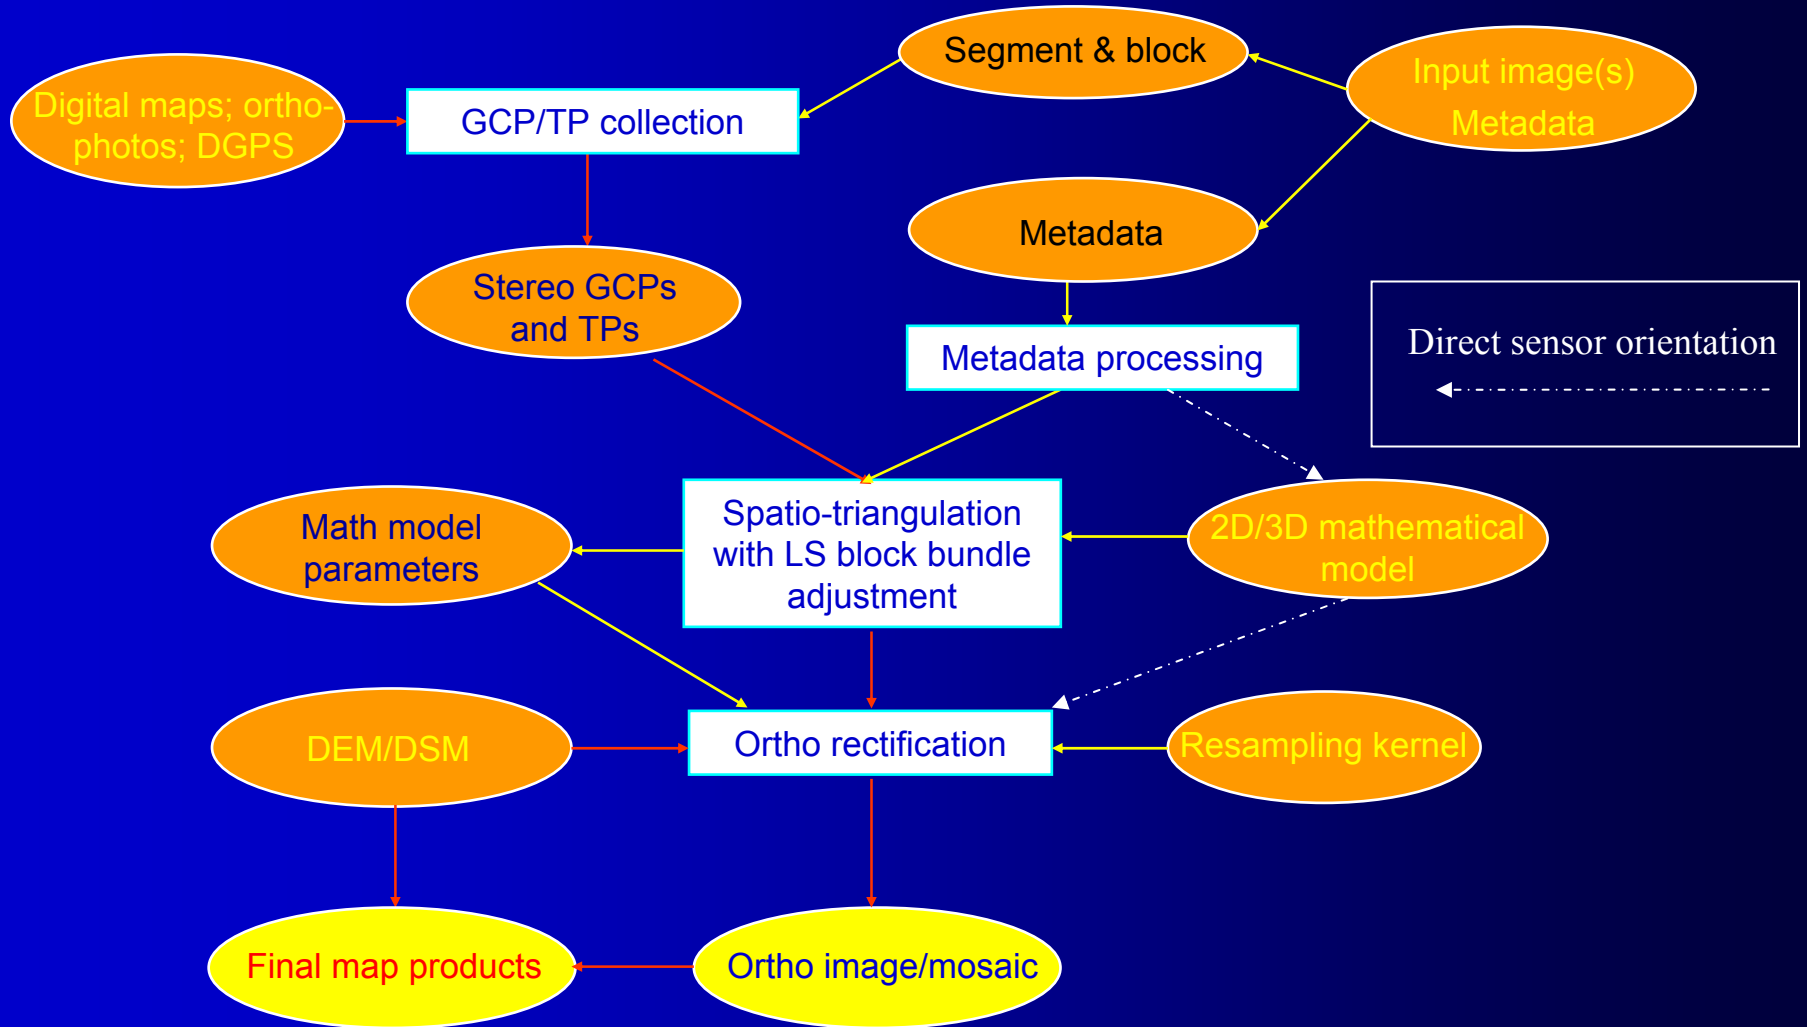 Segment & block
Input image(s)
Metadata
Digital maps; ortho-
photos; DGPS
GCP/TP collection
Metadata
Stereo GCPs
and TPs
Metadata processing
Direct sensor orientation
Math model
parameters
Spatio-triangulation
with LS block bundle
adjustment
2D/3D mathematical
model
DEM/DSM
Ortho rectification
Resampling kernel
Final map products
Ortho image/mosaic